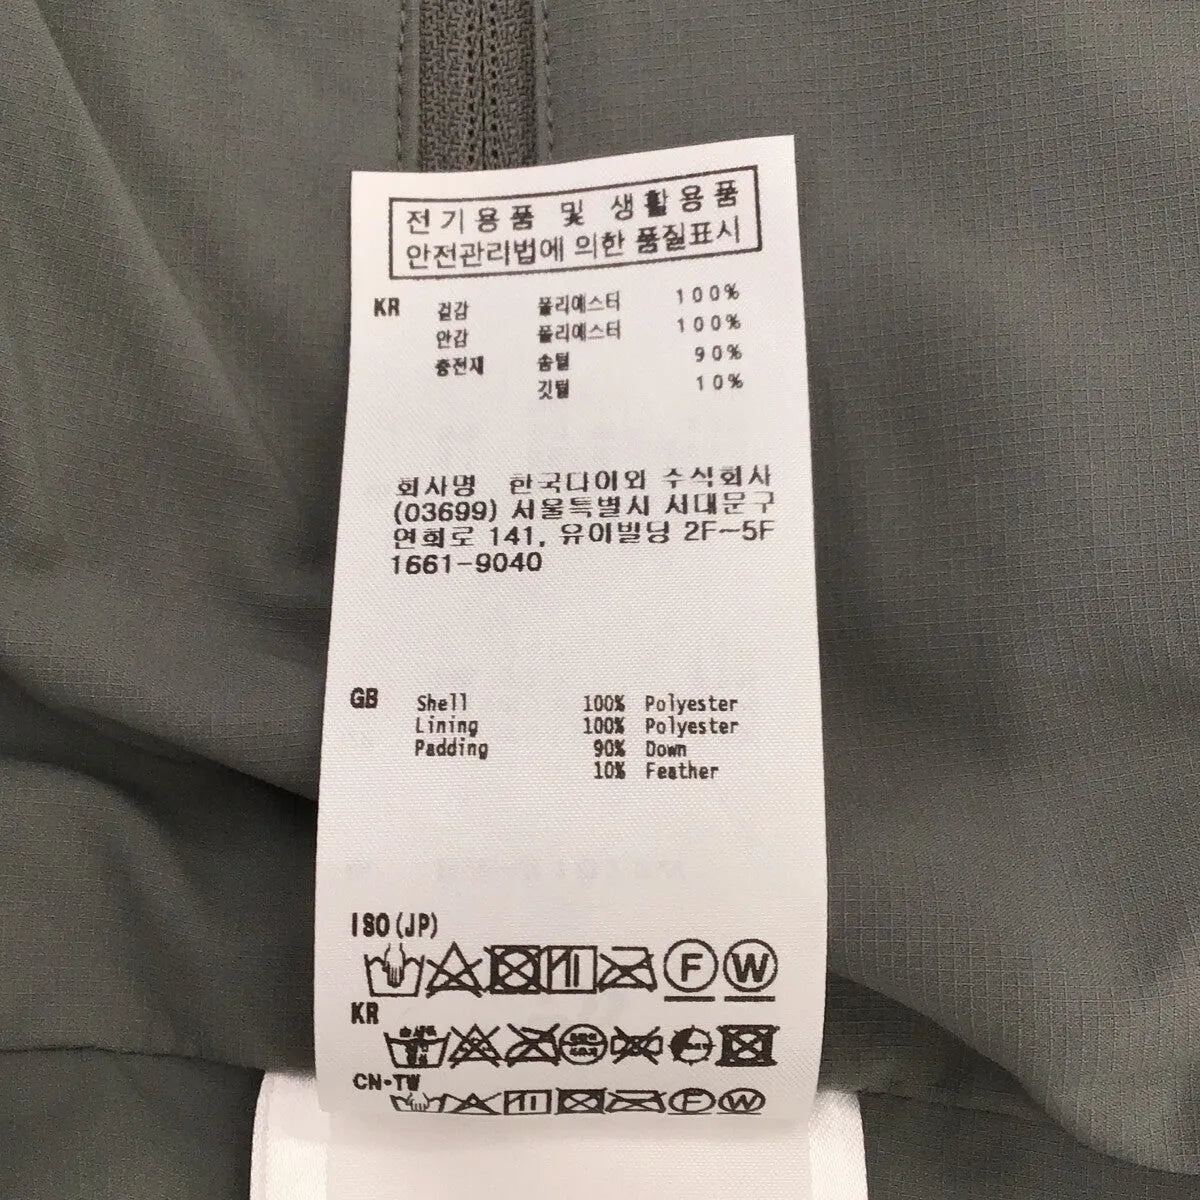 전기용품 및 생활용품
안전관리법에 의한 품질표시
KR 겉감 폴리에스터 100%
안감 폴리에스터 100%
충전재 솜털 90%
깃털 10%
회사명 한국다이와 주식회사
(03699) 서울특별시 서대문구
연희로 141, 유이빌딩 2F~5F
1661-9040
GB Shell 100% Polyester
Lining 100% Polyester
Padding 90% Down
10% Feather
ISO(JP)
F W
KR
CN·TW
F W